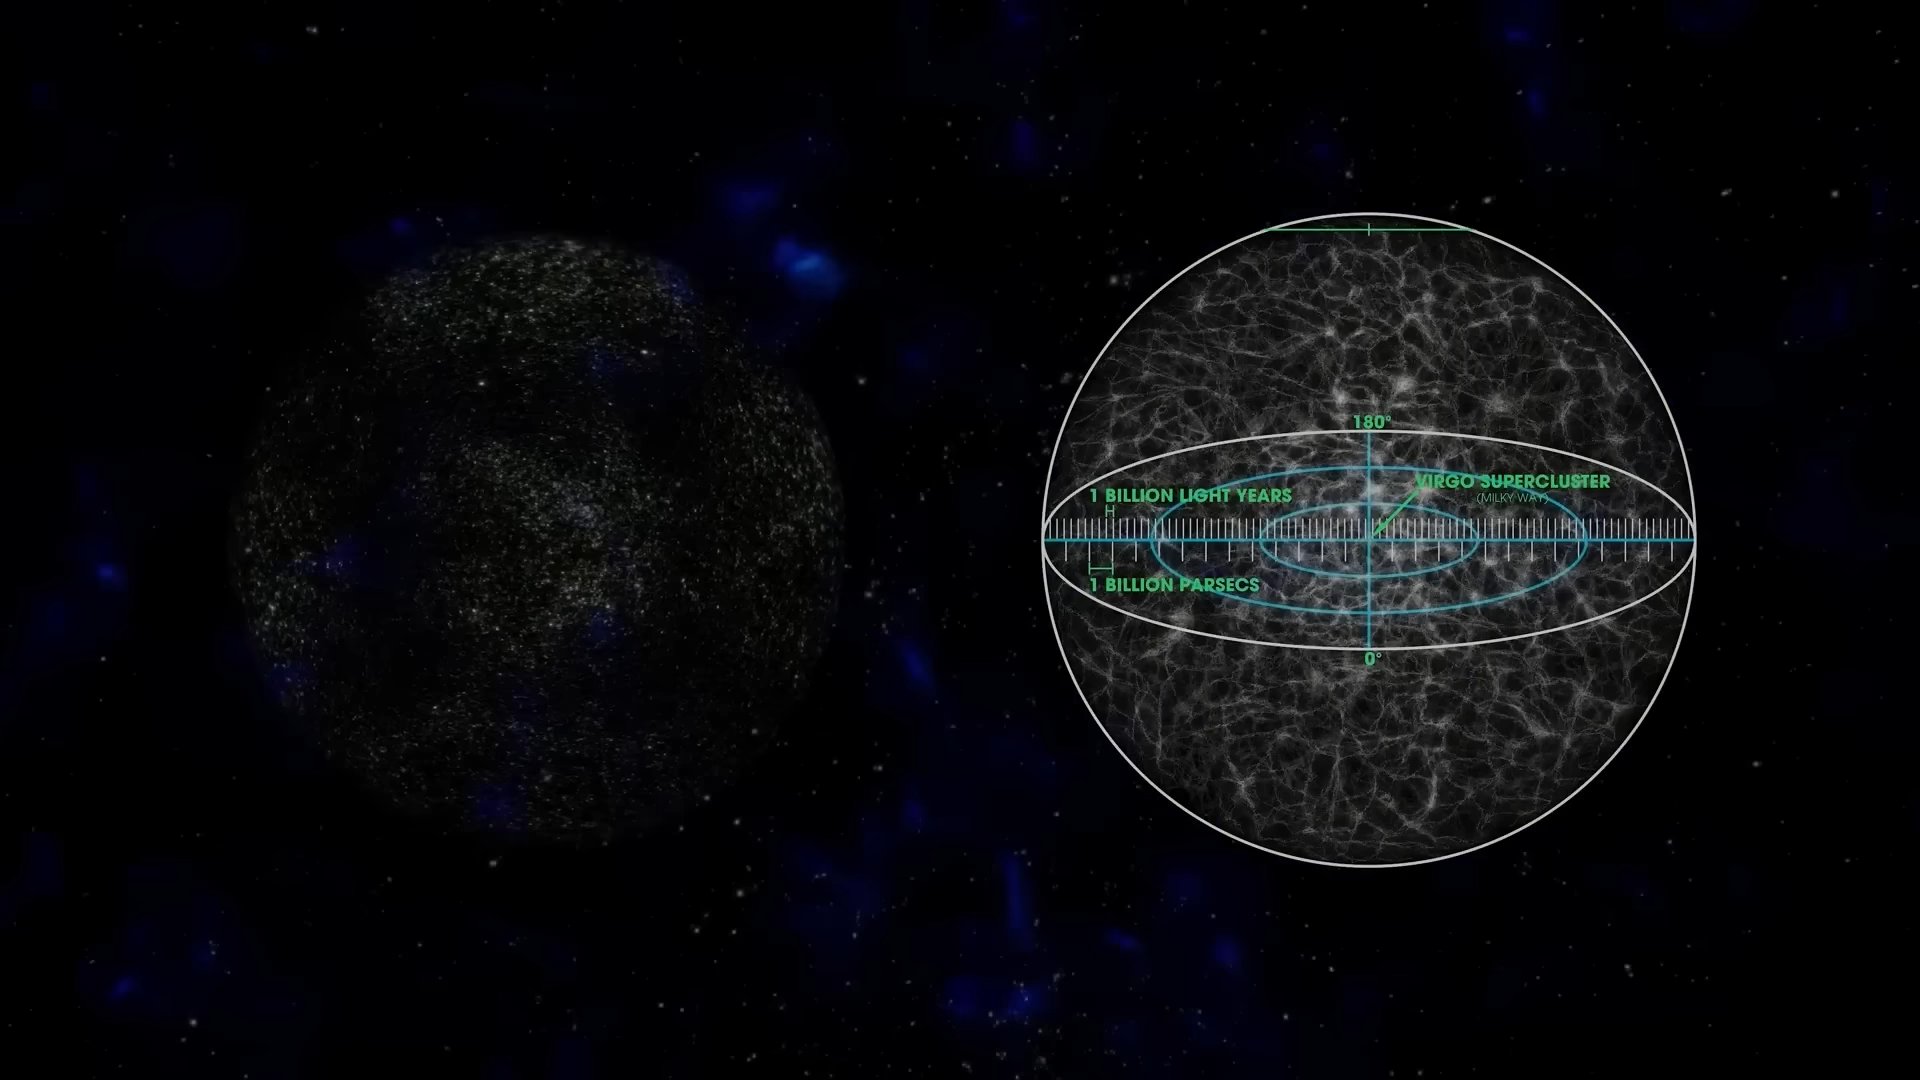 180°
VIRGO SUPERCLUSTER
(MILKY WAY)
1 BILLION LIGHT YEARS
1 BILLION PARSECS
0°